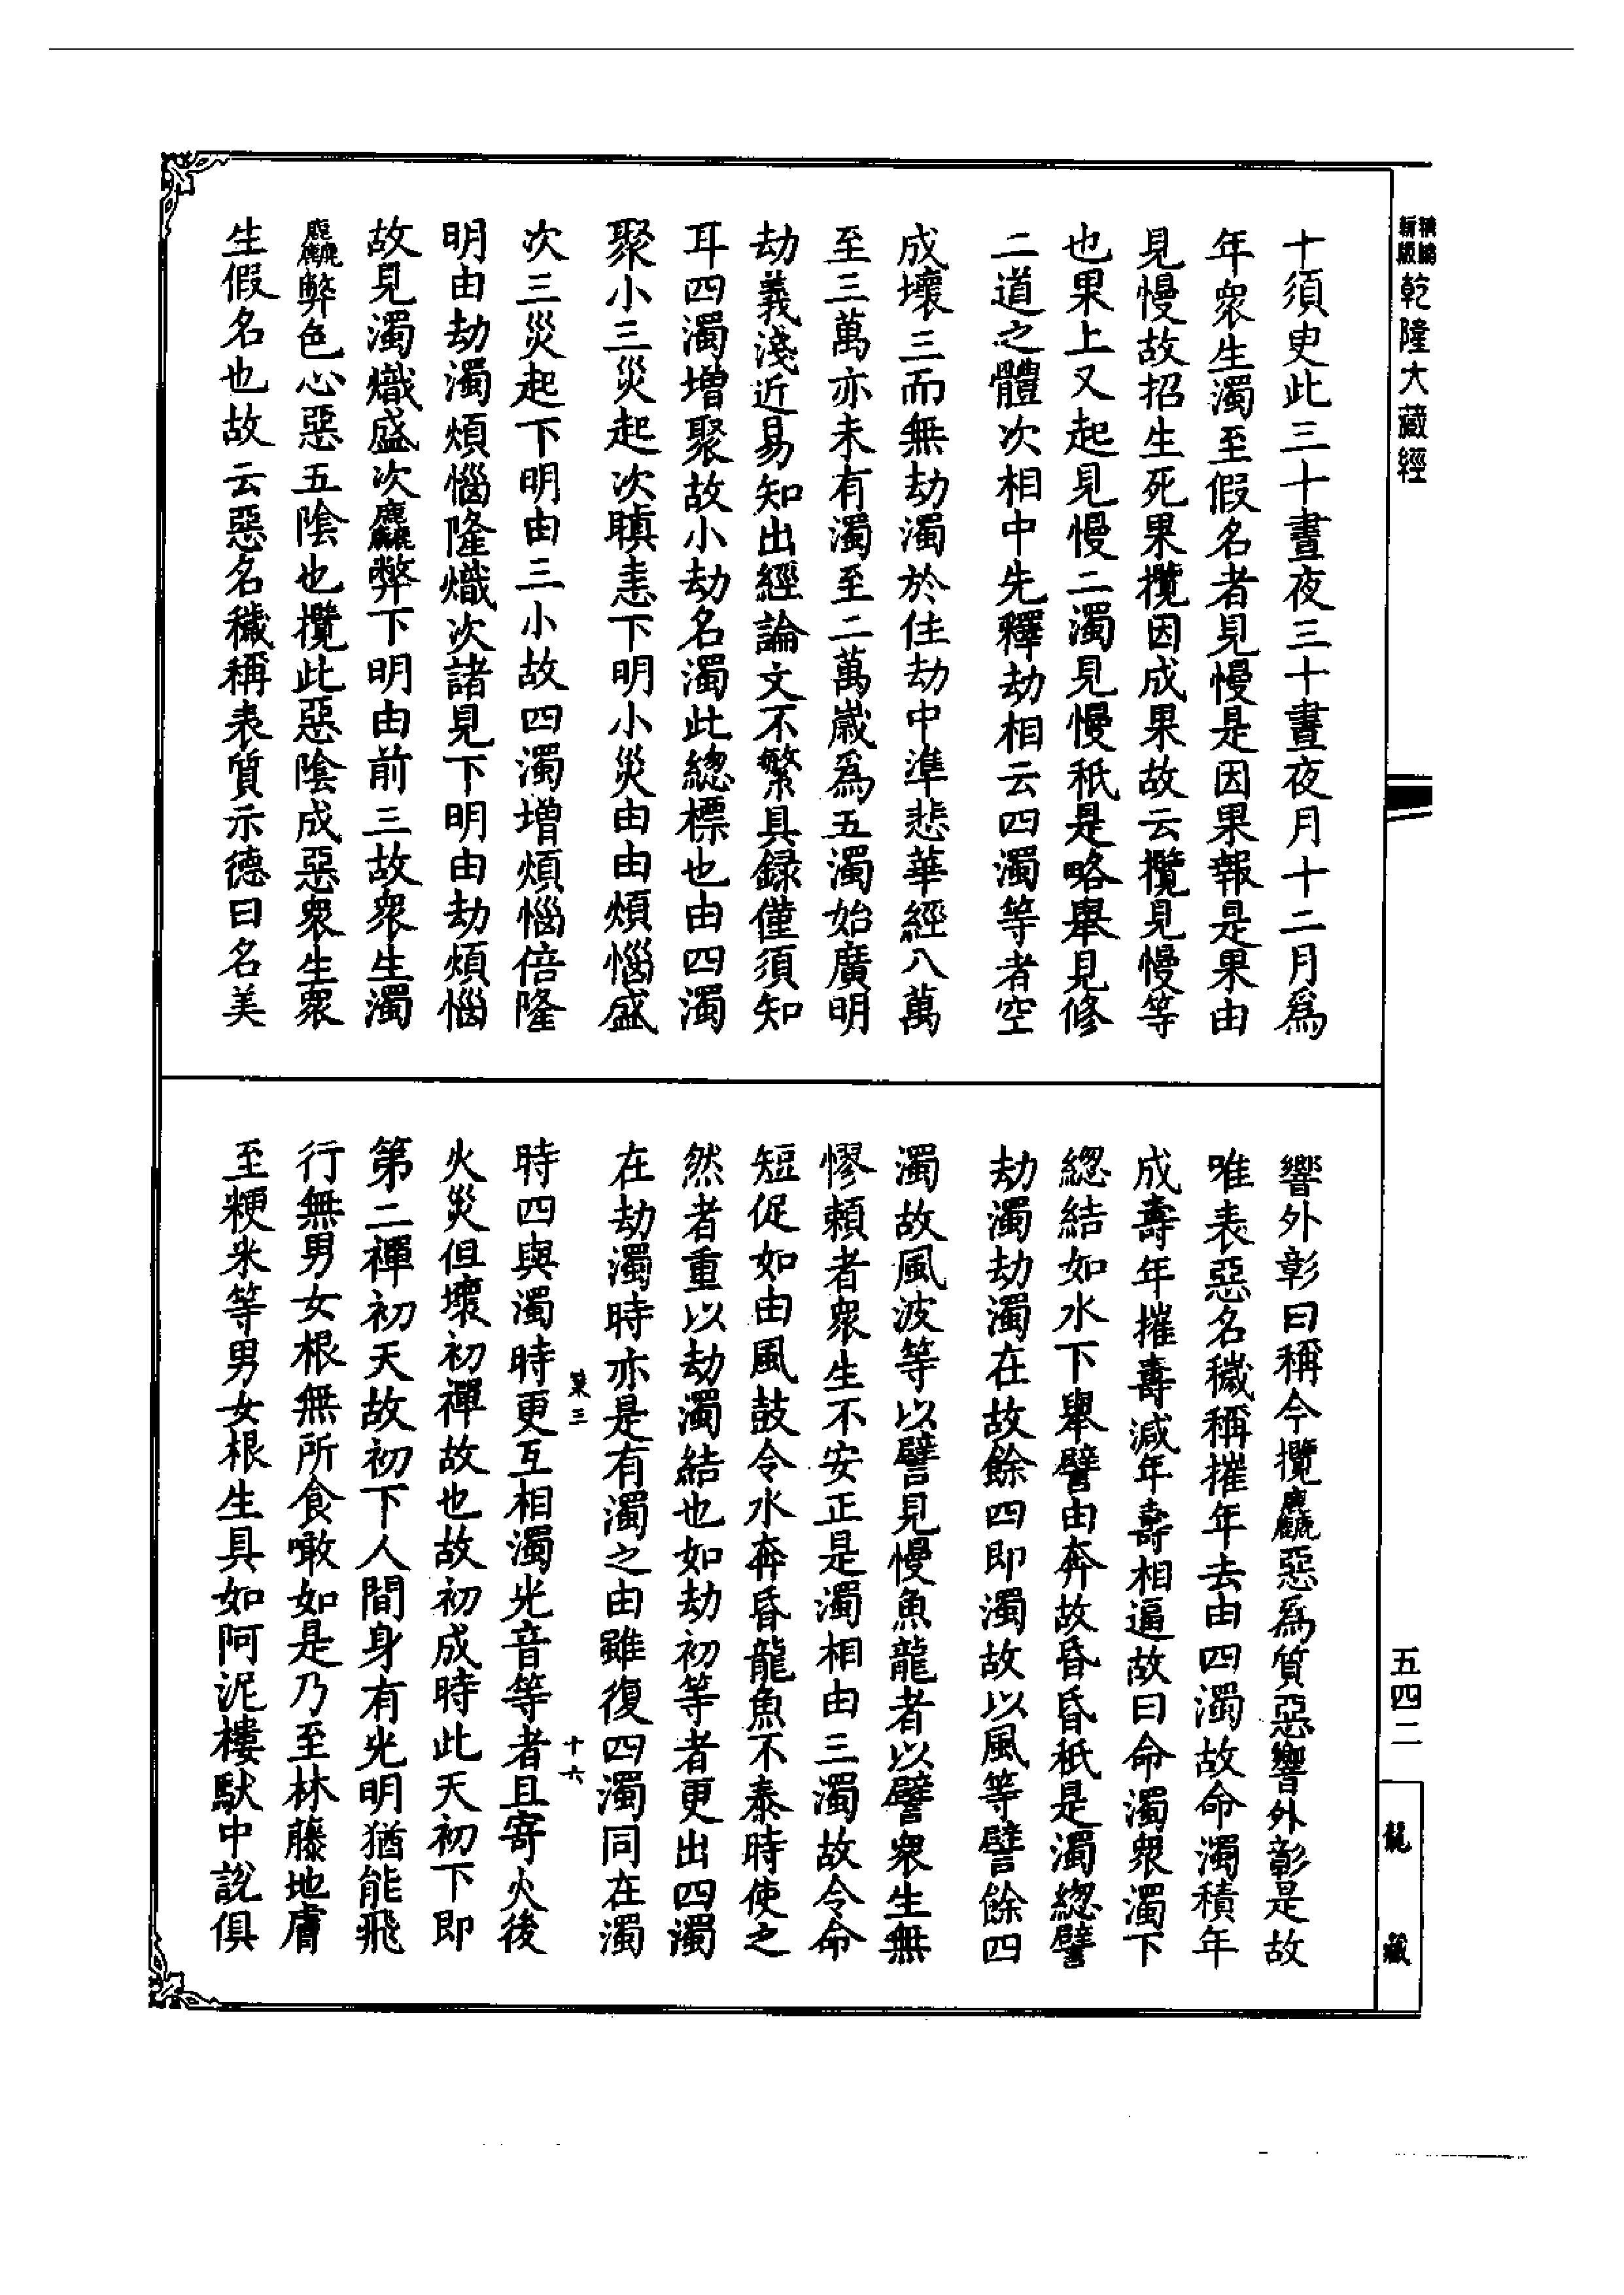 精編
新版
乾隆大藏經
十須史此三十晝夜三十晝夜月十二月爲
年衆生濁至假名者見慢是因果報是果由
見慢故招生死果攬因成果故云攬見慢等
也果上又起見慢二濁見慢秖是略舉見修
二道之體次相中先釋劫相云四濁等者空
成壞三而無劫濁於住劫中準悲華經八萬
至三萬亦未有濁至二萬歲爲五濁始廣明
劫義淺近易知出經論文不繁具録僅須知
耳四濁增聚故小劫名濁此總標也由四濁
聚小三災起次瞋恚下明小災由由煩惱盛
次三災起下明由三小故四濁增煩惱倍隆
明由劫濁煩惱隆熾次諸見下明由劫煩惱
故見濁熾盛次麤弊下明由前三故衆生濁
麤弊色心惡五陰也攬此惡陰成惡衆生衆
生假名也故云惡名穢稱表質示德曰名美
響外彰曰稱今攬麤惡爲質惡響外彰是故
唯表惡名穢稱摧年去由四濁故命濁積年
成壽年摧壽減年壽相逼故曰命濁衆濁下
總結如水下舉譬由奔故昏昏秖是濁總譬
劫濁劫濁在故餘四即濁故以風等譬餘四
濁故風波等以譬見慢魚龍者以譬衆生無
憀賴者衆生不安正是濁相由三濁故令命
短促如由風鼓令水奔昏龍魚不泰時使之
然者重以劫濁結也如劫初等者更出四濁
在劫濁時亦是有濁之由雖復四濁同在濁
葉三
十六
時四與濁時更互相濁光音等者且寄火後
火災但壞初禪故也故初成時此天初下即
第二禪初天故初下人間身有光明猶能飛
行無男女根無所食噉如是乃至林藤地膚
至粳米等男女根生具如阿泥樓馱中說俱
五四二
龍藏